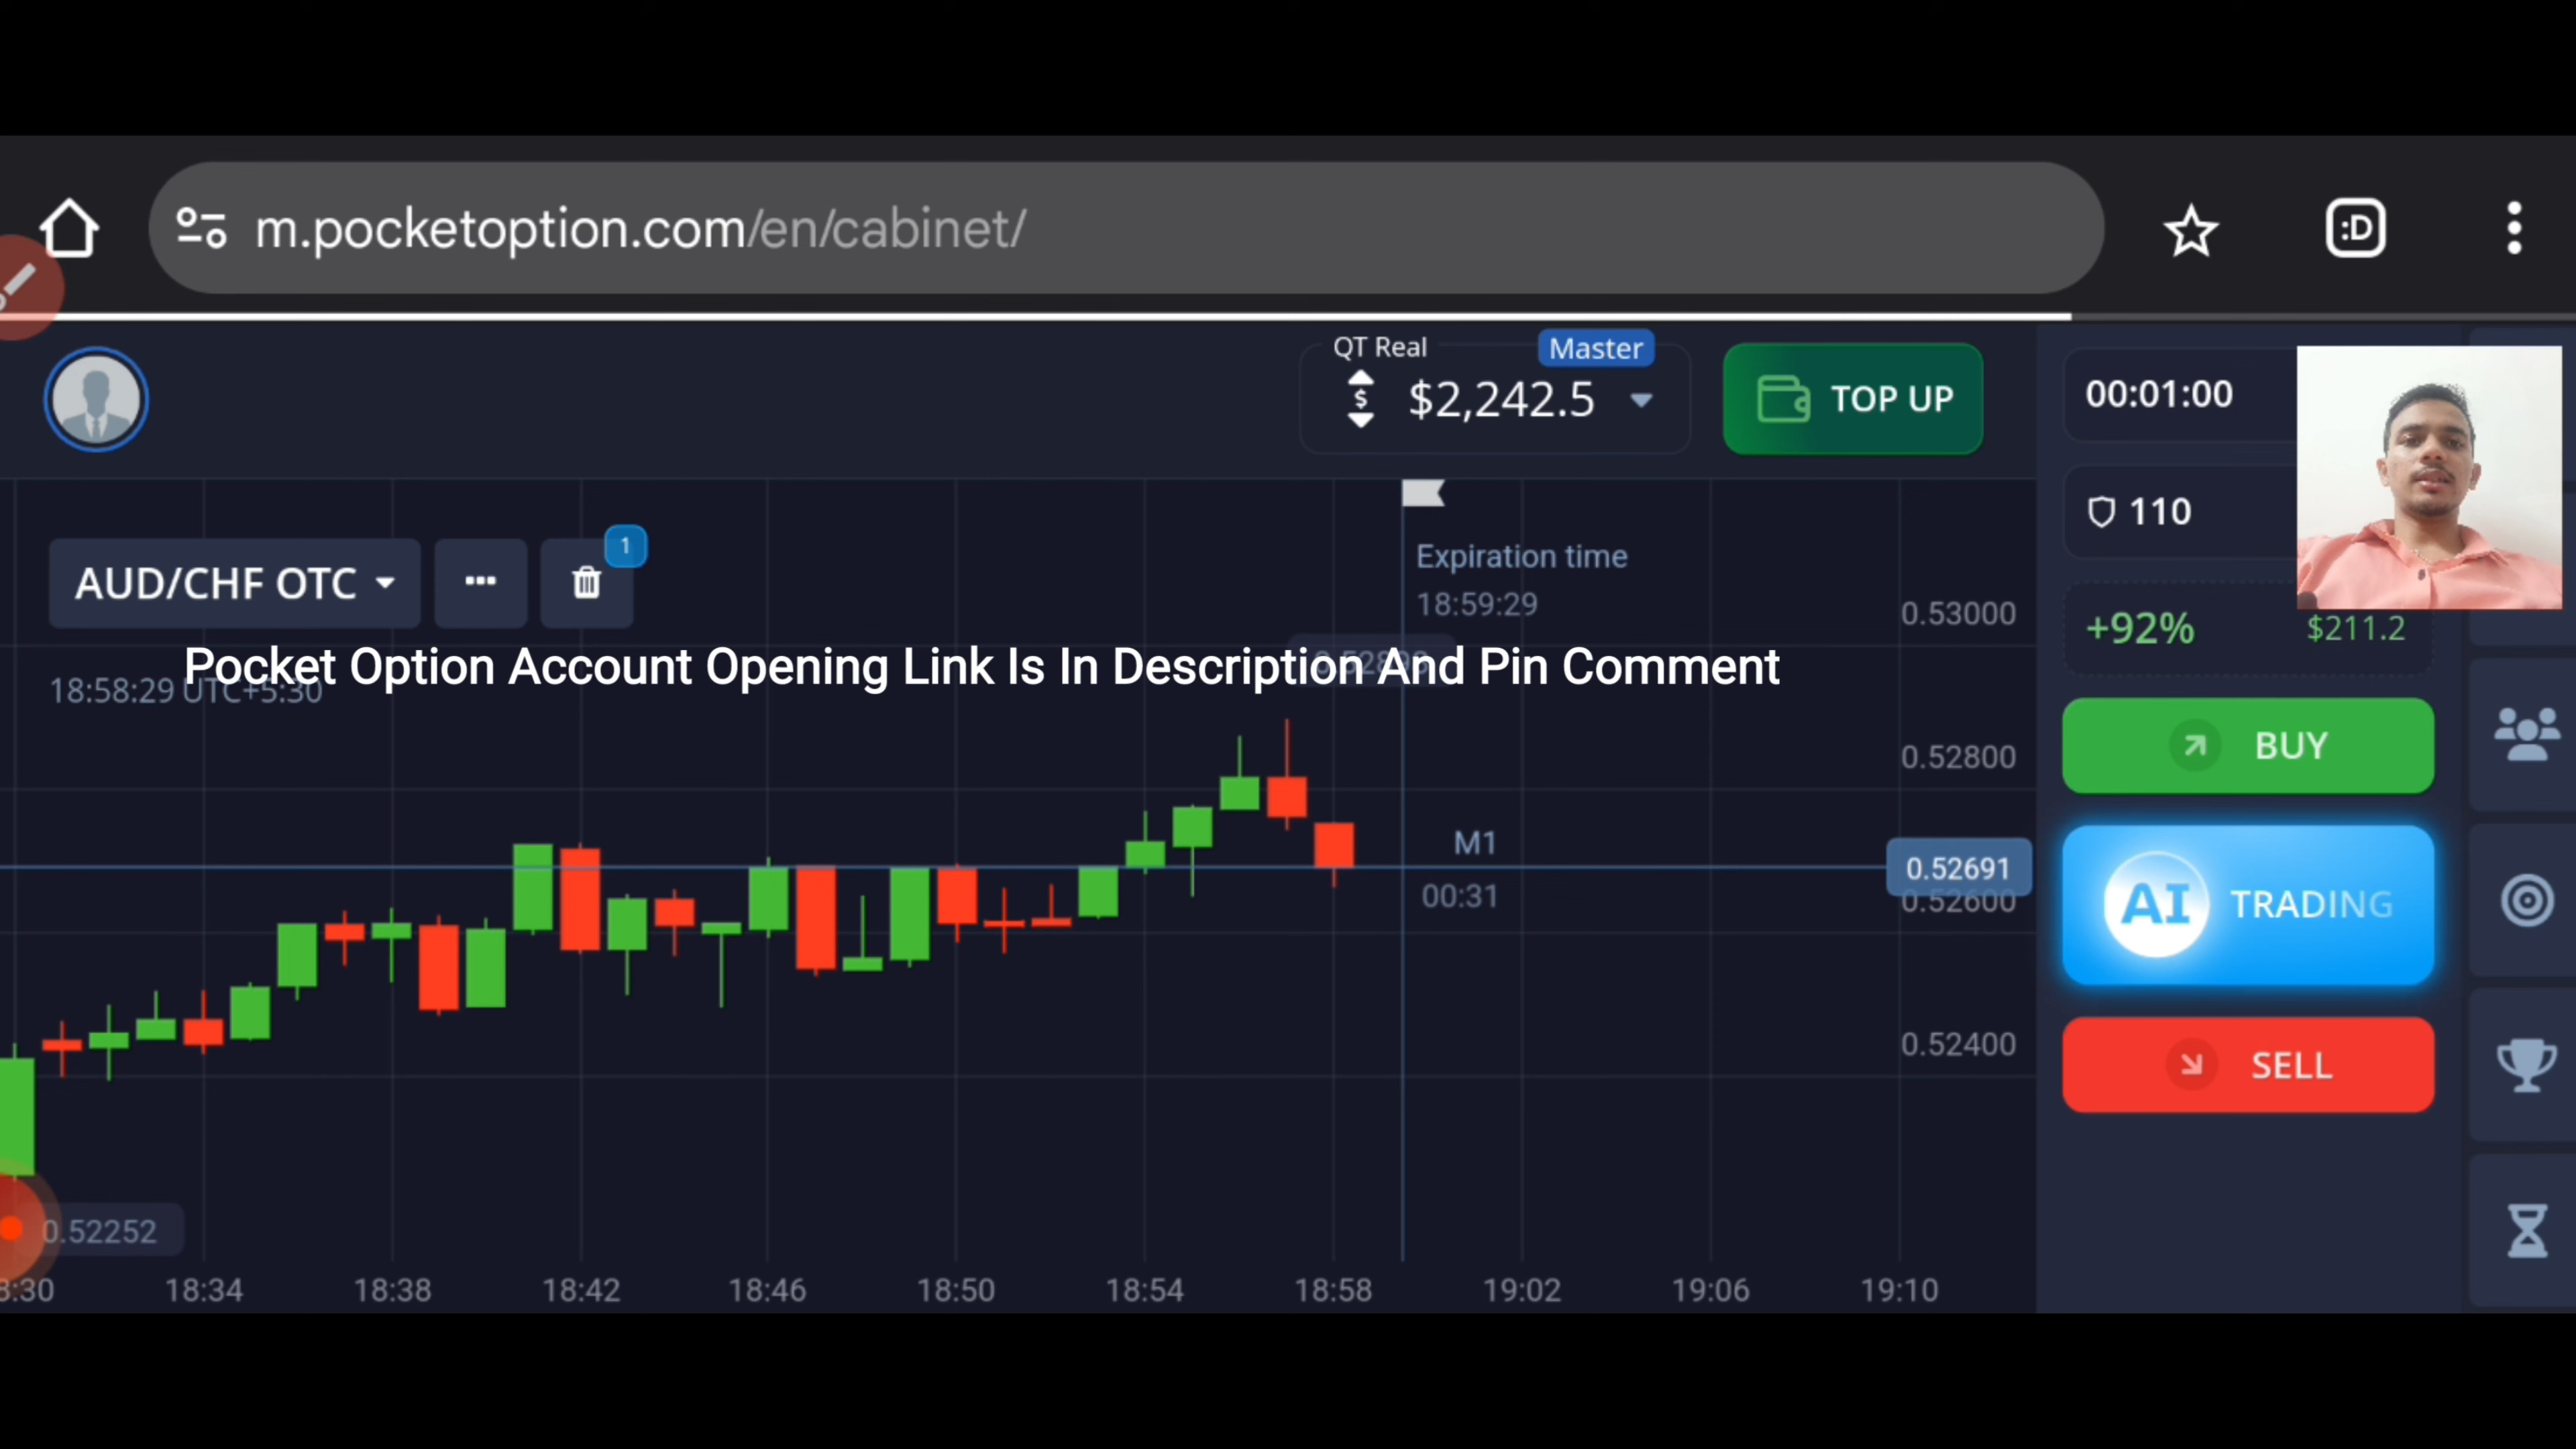 m.pocketoption.com/en/cabinet/
:D
QT Real
Master
$
$2,242.5
TOP UP
00:01:00
110
+92%
$211.2
AUD/CHF OTC
1
Expiration time
18:59:29
0.53000
Pocket Option Account Opening Link Is In Description And Pin Comment
18:58:29 UTC+5:30
0.52800
BUY
M1
00:31
0.52691
0.52600
AI TRADING
0.52400
SELL
0.52252
18:34
18:38
18:42
18:46
18:50
18:54
18:58
19:02
19:06
19:10